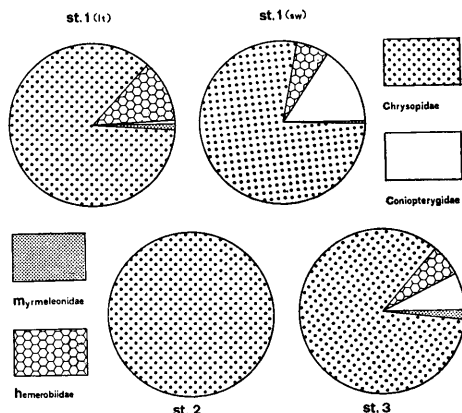 st.1(lt)
st.1(sw)
Chrysopidae
Coniopterygidae
myrmeleonidae
hemerobiidae
st.2
st.3